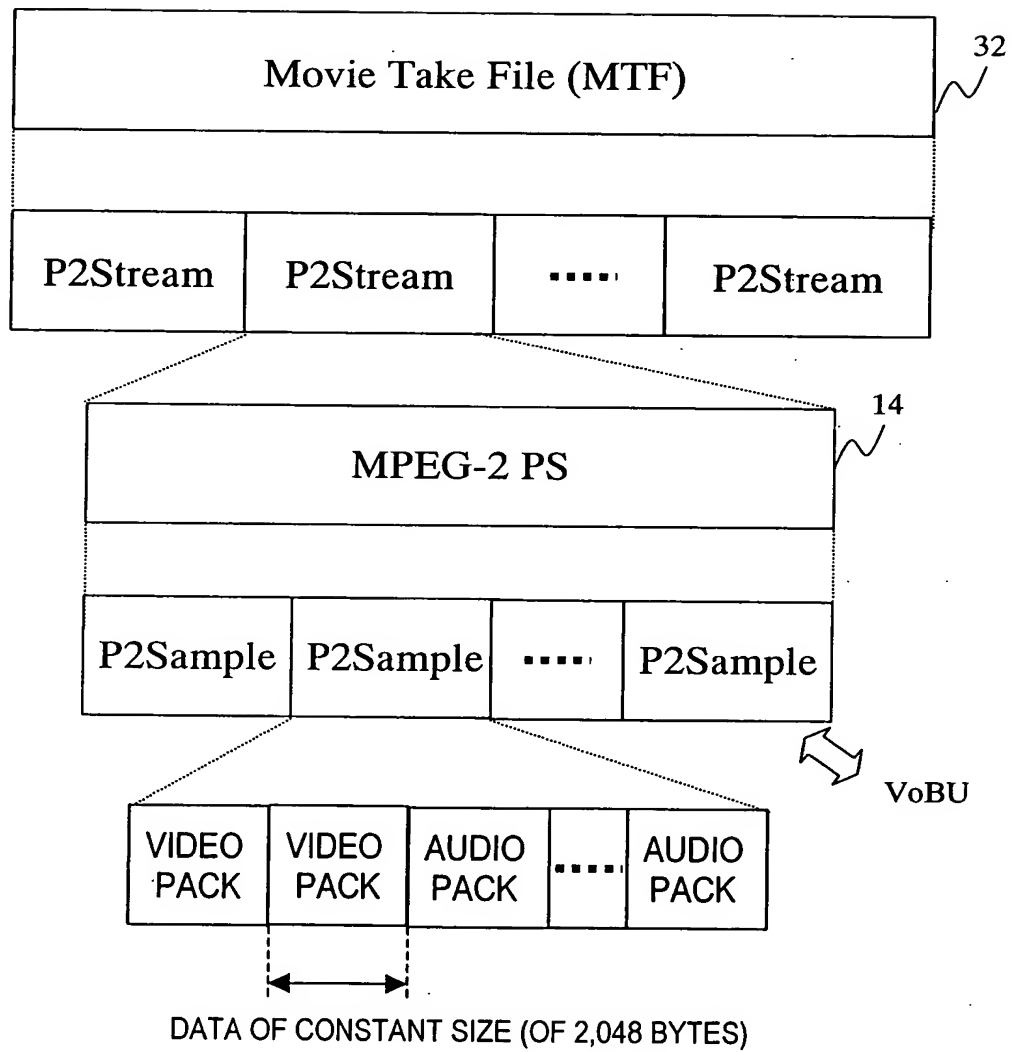 Movie Take File (MTF)
32
P2Stream P2Stream ..... P2Stream
14
MPEG-2 PS
P2Sample P2Sample ..... P2Sample
VoBU
VIDEO PACK VIDEO PACK AUDIO PACK ..... AUDIO PACK
DATA OF CONSTANT SIZE (OF 2,048 BYTES)